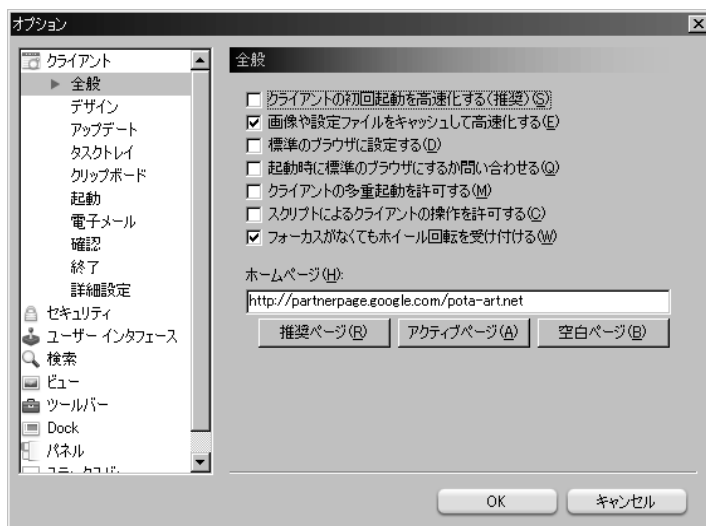 オプション
クライアント
全般
デザイン
アップデート
タスクトレイ
クリップボード
起動
電子メール
確認
終了
詳細設定
セキュリティ
ユーザー インタフェース
検索
ビュー
ツールバー
Dock
パネル
ステータスバー
全般
クライアントの初回起動を高速化する(推奨)(S)
画像や設定ファイルをキャッシュして高速化する(E)
標準のブラウザに設定する(D)
起動時に標準のブラウザにするか問い合わせる(Q)
クライアントの多重起動を許可する(M)
スクリプトによるクライアントの操作を許可する(C)
フォーカスがなくてもホイール回転を受け付ける(W)
ホームページ(H):
http://partnerpage.google.com/pota-art.net
推奨ページ(R)
アクティブページ(A)
空白ページ(B)
OK
キャンセル